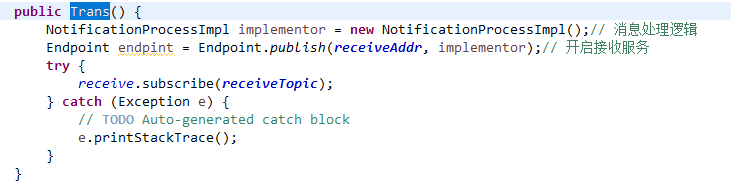 public Trans() {
NotificationProcessImpl implementor = new NotificationProcessImpl();// 消息处理逻辑
Endpoint endpint = Endpoint.publish(receiveAddr, implementor);// 开启接收服务
try {
receive.subscribe(receiveTopic);
} catch (Exception e) {
// TODO Auto-generated catch block
e.printStackTrace();
}
}